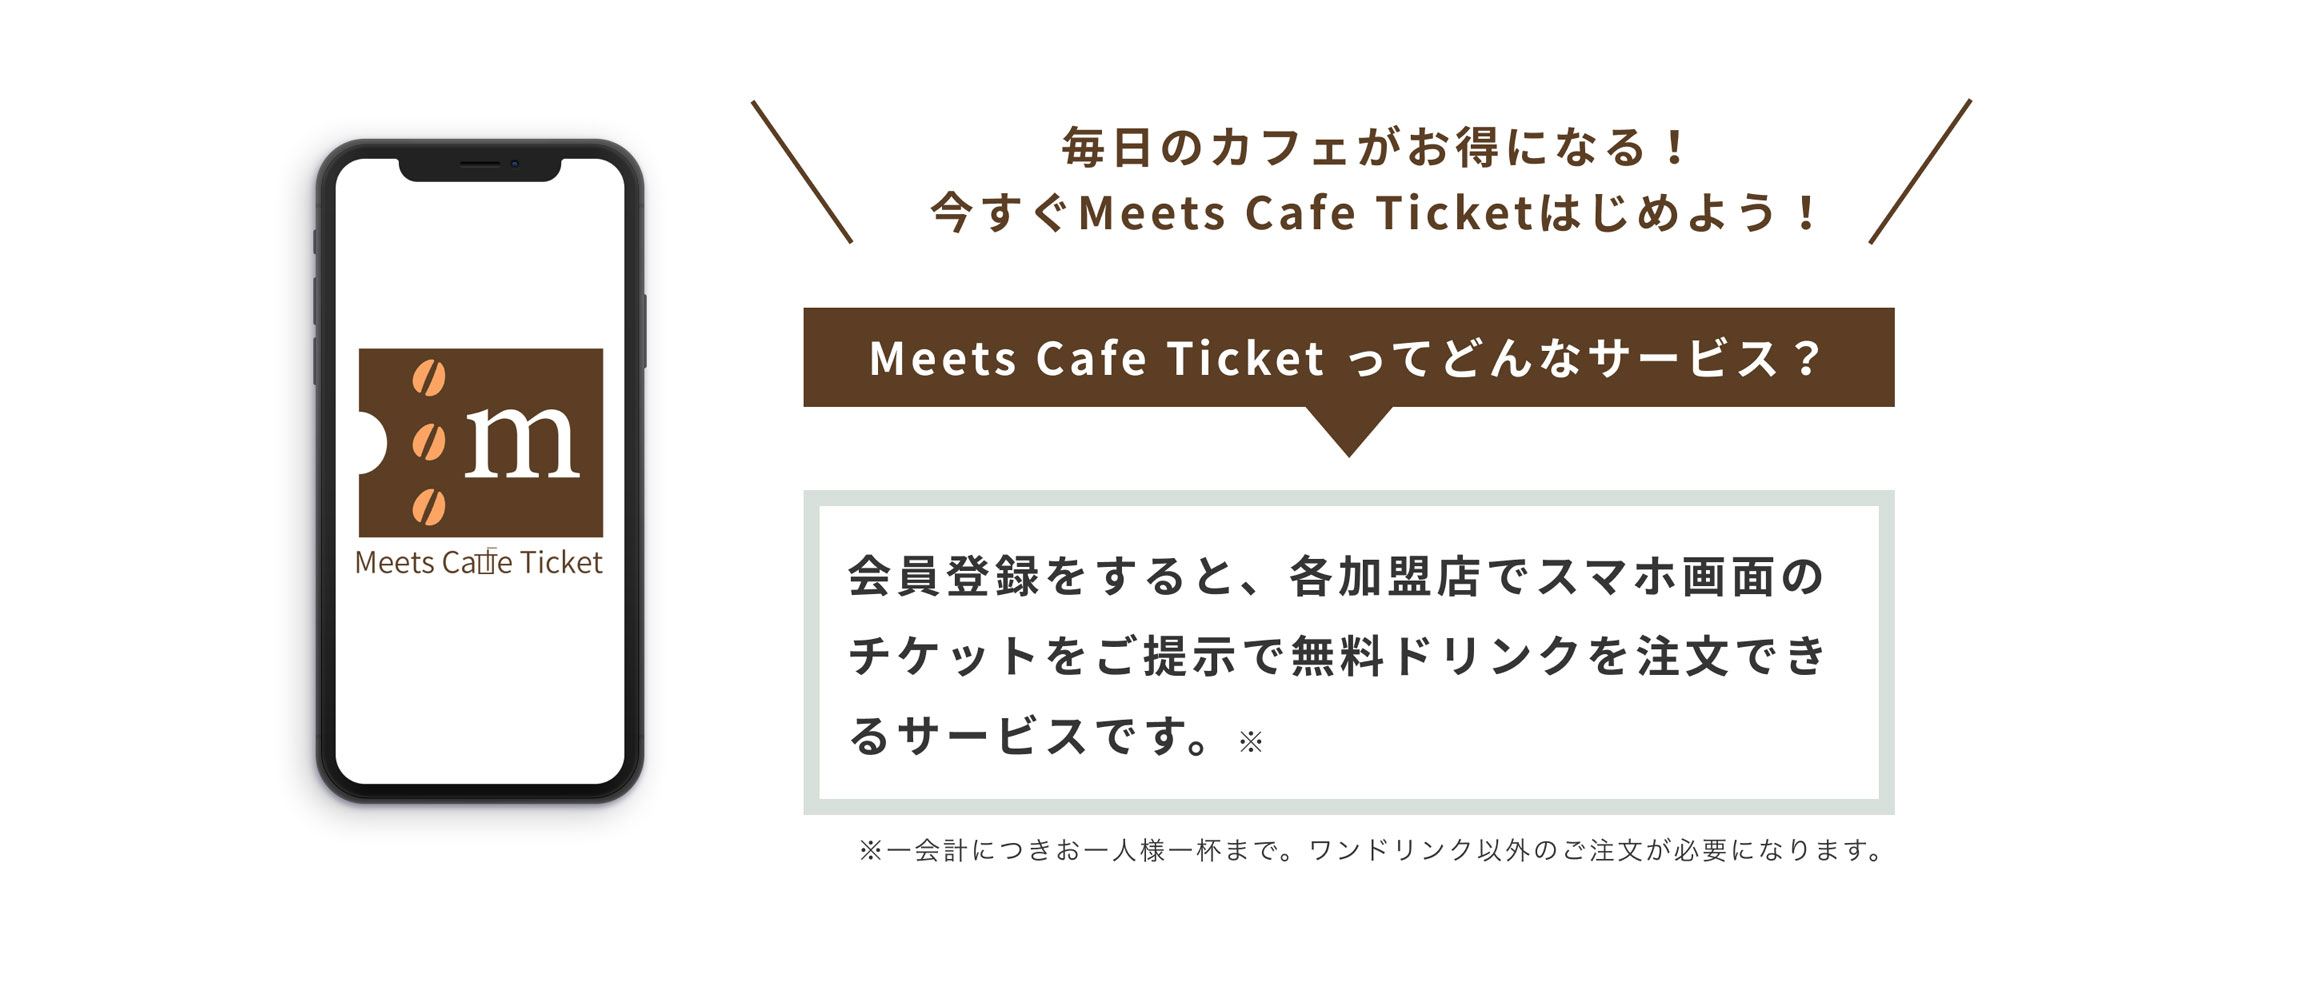 毎日のカフェがお得になる！
今すぐMeets Cafe Ticketはじめよう！
m
Meets Cafe Ticket
Meets Cafe Ticket ってどんなサービス？
会員登録をすると、各加盟店でスマホ画面の
チケットをご提示で無料ドリンクを注文でき
るサービスです。※
※一会計につきお一人様一杯まで。ワンドリンク以外のご注文が必要になります。